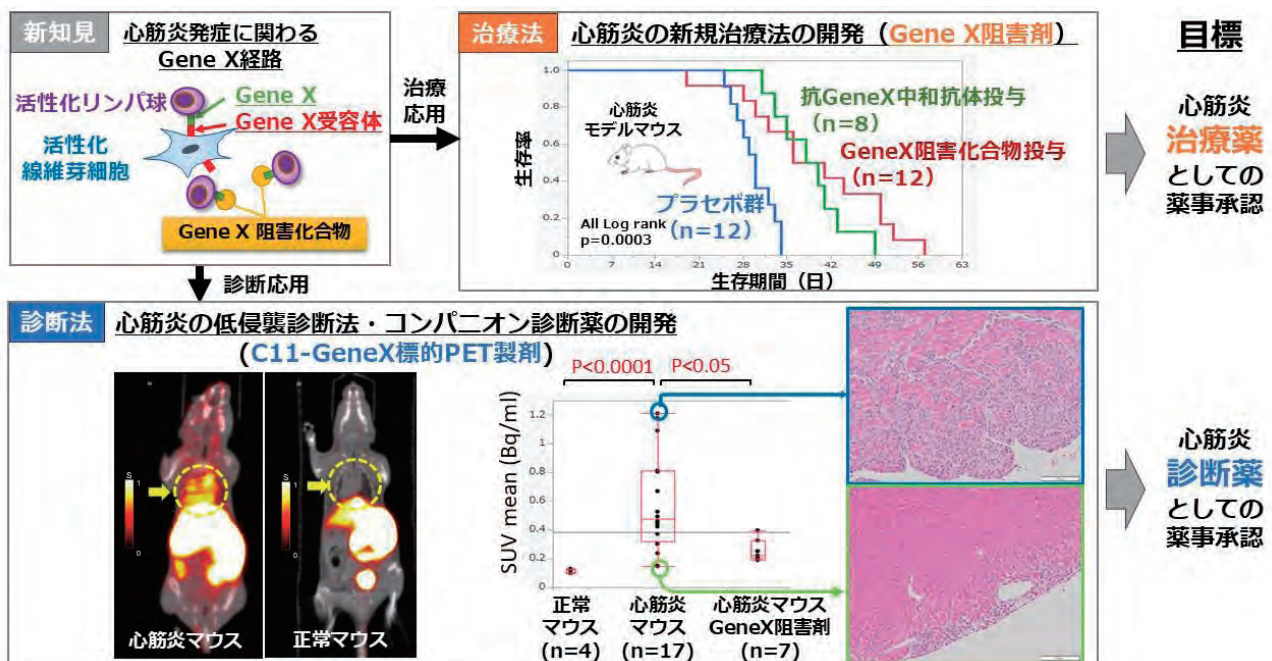 新知見
心筋炎発症に関わる
Gene X経路
活性化リンパ球
Gene X
Gene X受容体
活性化
線維芽細胞
Gene X 阻害化合物
治療
応用
診断応用
治療法
心筋炎の新規治療法の開発(Gene X阻害剤)
生存率
1.0
0.8
0.6
0.4
0.2
0
心筋炎
モデルマウス
抗GeneX中和抗体投与
(n=8)
GeneX阻害化合物投与
(n=12)
プラセボ群
(n=12)
All Log rank
p=0.0003
0 7 14 21 28 35 42 49 56 63
生存期間(日)
目標
心筋炎
治療薬
としての
薬事承認
診断法
心筋炎の低侵襲診断法・コンパニオン診断薬の開発
(C11-GeneX標的PET製剤)
S
1
0
心筋炎マウス
S
1
0
正常マウス
P<0.0001
P<0.05
SUV mean (Bq/ml)
1.2
1
0.8
0.6
0.4
0.2
0
正常
マウス
(n=4)
心筋炎
マウス
(n=17)
心筋炎マウス
GeneX阻害剤
(n=7)
心筋炎
診断薬
としての
薬事承認